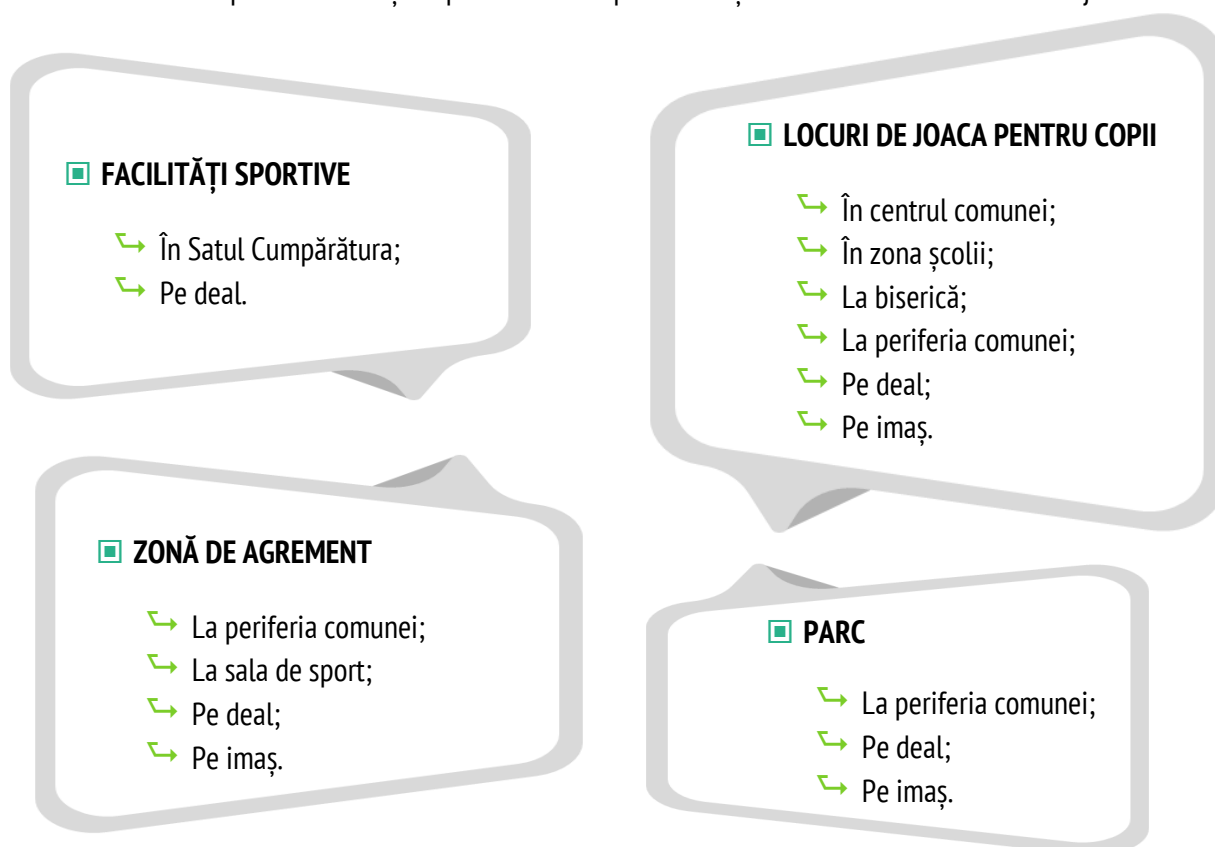 FACILITĂȚI SPORTIVE
În Satul Cumpărătura;
Pe deal.
LOCURI DE JOACA PENTRU COPII
În centrul comunei;
În zona școlii;
La biserică;
La periferia comunei;
Pe deal;
Pe imaș.
ZONĂ DE AGREMENT
La periferia comunei;
La sala de sport;
Pe deal;
Pe imaș.
PARC
La periferia comunei;
Pe deal;
Pe imaș.